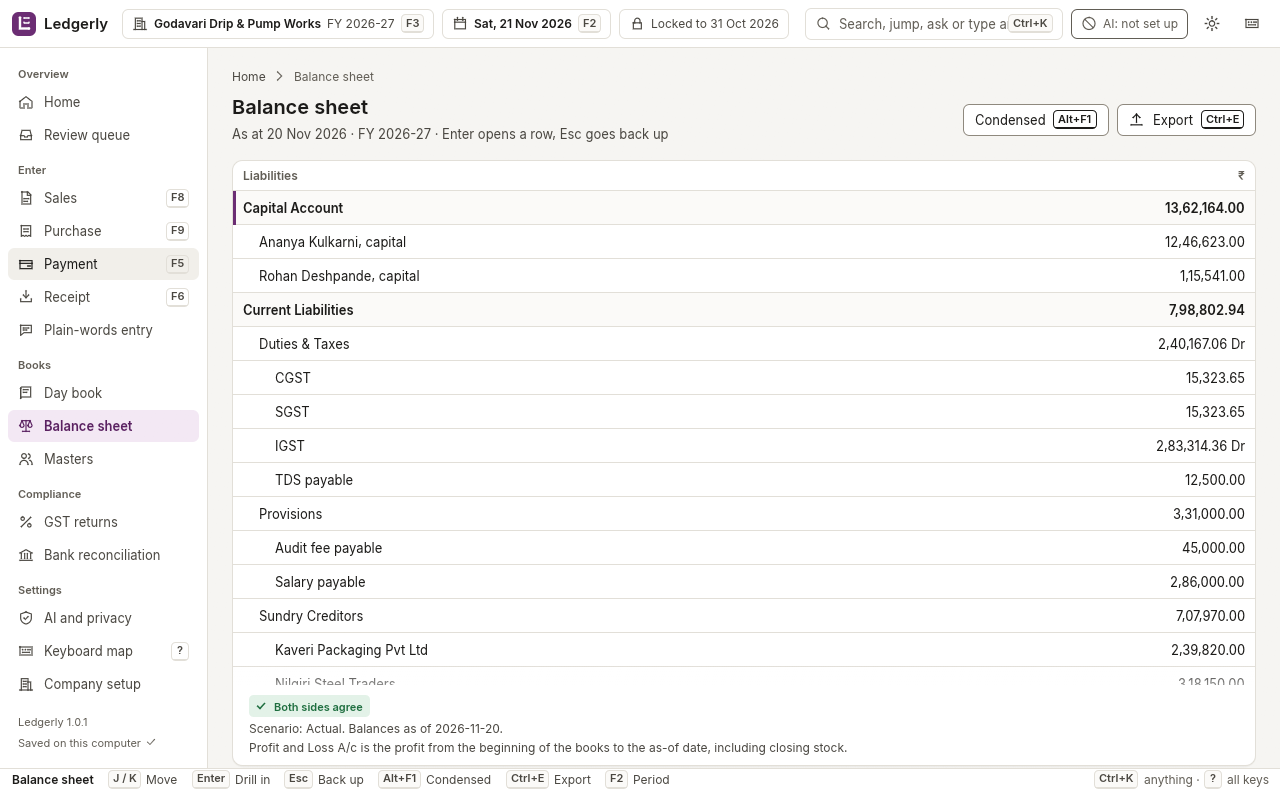 Ledgerly
Godavari Drip & Pump Works FY 2026-27 F3
Sat, 21 Nov 2026 F2
Locked to 31 Oct 2026
Search, jump, ask or type a Ctrl+K
AI: not set up
Overview
Home
Review queue
Enter
Sales F8
Purchase F9
Payment F5
Receipt F6
Plain-words entry
Books
Day book
Balance sheet
Masters
Compliance
GST returns
Bank reconciliation
Settings
AI and privacy
Keyboard map ?
Company setup
Ledgerly 1.0.1
Saved on this computer
Home > Balance sheet
Balance sheet
As at 20 Nov 2026 · FY 2026-27 · Enter opens a row, Esc goes back up
Condensed Alt+F1
Export Ctrl+E
Liabilities ₹
Capital Account 13,62,164.00
Ananya Kulkarni, capital 12,46,623.00
Rohan Deshpande, capital 1,15,541.00
Current Liabilities 7,98,802.94
Duties & Taxes 2,40,167.06 Dr
CGST 15,323.65
SGST 15,323.65
IGST 2,83,314.36 Dr
TDS payable 12,500.00
Provisions 3,31,000.00
Audit fee payable 45,000.00
Salary payable 2,86,000.00
Sundry Creditors 7,07,970.00
Kaveri Packaging Pvt Ltd 2,39,820.00
Nilgiri Steel Traders 3,18,150.00
Both sides agree
Scenario: Actual. Balances as of 2026-11-20.
Profit and Loss A/c is the profit from the beginning of the books to the as-of date, including closing stock.
Balance sheet J / K Move Enter Drill in Esc Back up Alt+F1 Condensed Ctrl+E Export F2 Period Ctrl+K anything · ? all keys